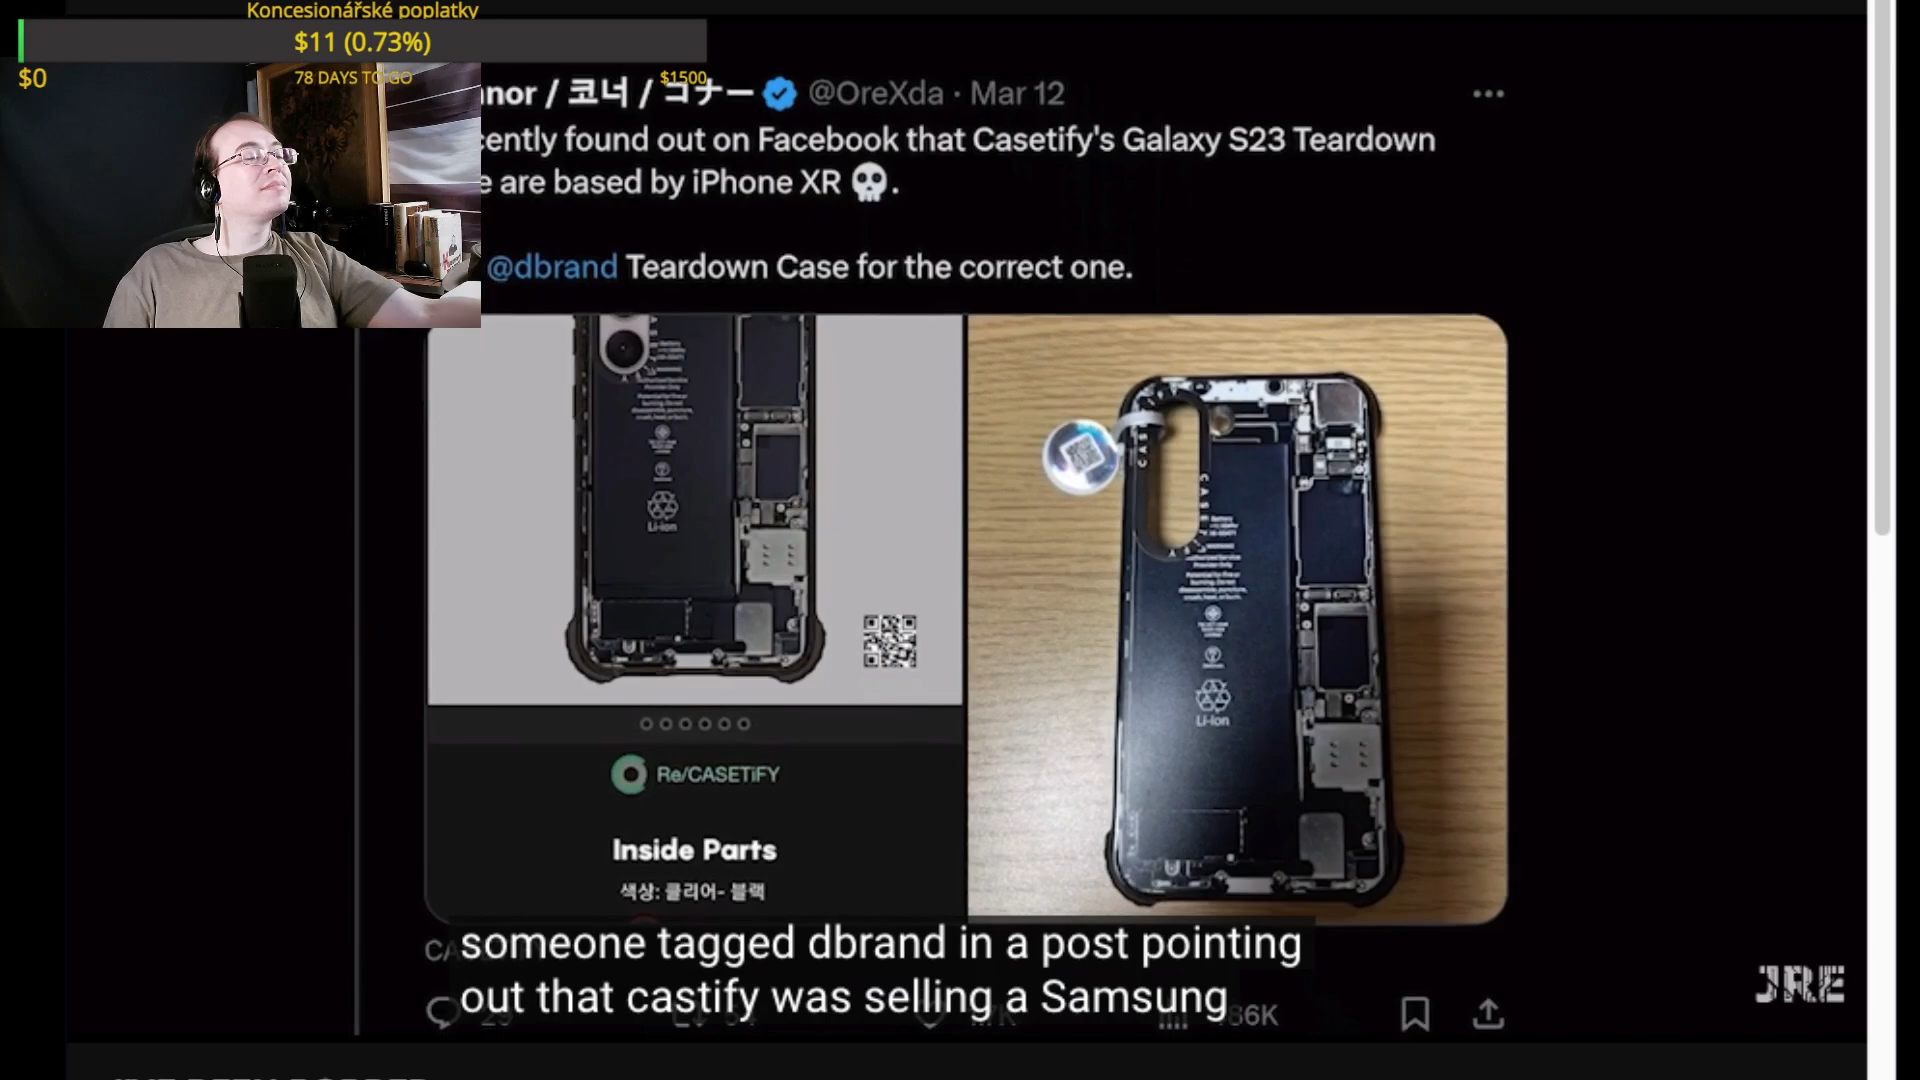 Koncesionářské poplatky
$11 (0.73%)
$0
78 DAYS TO GO
$1500
nnor / 코너 / コナー @OreXda · Mar 12
cently found out on Facebook that Casetify's Galaxy S23 Teardown
e are based by iPhone XR 💀.
@dbrand Teardown Case for the correct one.
Li-ion
Li-ion
Re/CASETiFY
Inside Parts
색상: 클리어- 블랙
someone tagged dbrand in a post pointing
out that castify was selling a Samsung
JRE